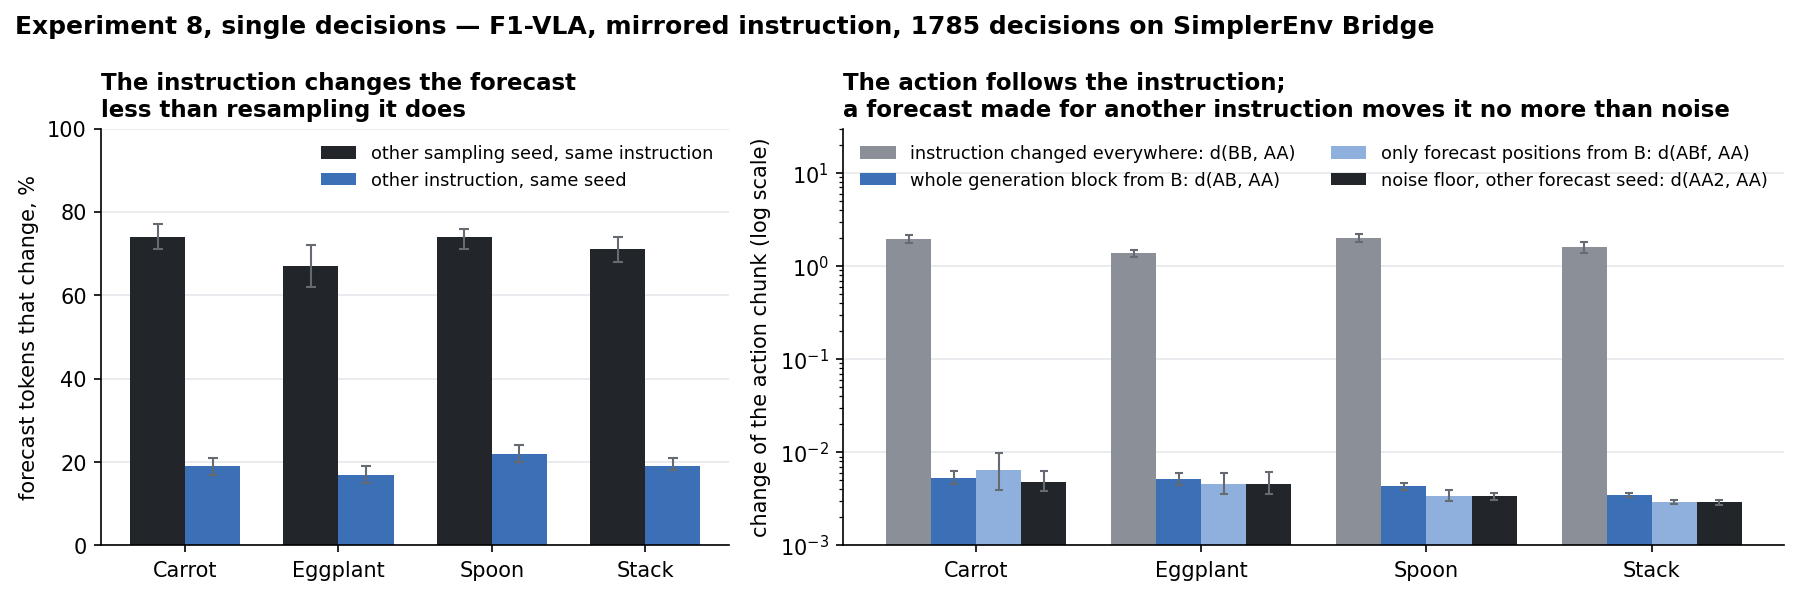 Experiment 8, single decisions — F1-VLA, mirrored instruction, 1785 decisions on SimplerEnv Bridge
The instruction changes the forecast
less than resampling it does
forecast tokens that change, %
100
80
60
40
20
0
other sampling seed, same instruction
other instruction, same seed
Carrot
Eggplant
Spoon
Stack
The action follows the instruction;
a forecast made for another instruction moves it no more than noise
change of the action chunk (log scale)
10¹
10⁰
10⁻¹
10⁻²
10⁻³
instruction changed everywhere: d(BB, AA)
whole generation block from B: d(AB, AA)
only forecast positions from B: d(ABf, AA)
noise floor, other forecast seed: d(AA2, AA)
Carrot
Eggplant
Spoon
Stack